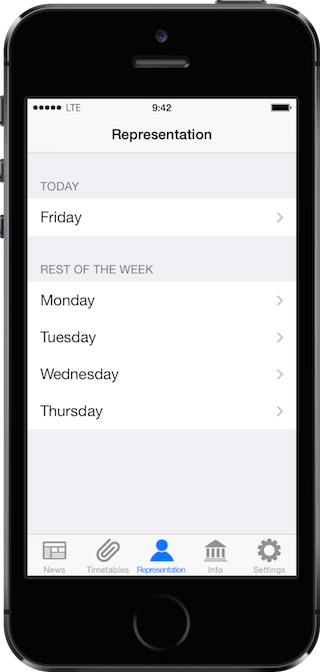 LTE 9:42
Representation
TODAY
Friday
REST OF THE WEEK
Monday
Tuesday
Wednesday
Thursday
News Timetables Representation Info Settings